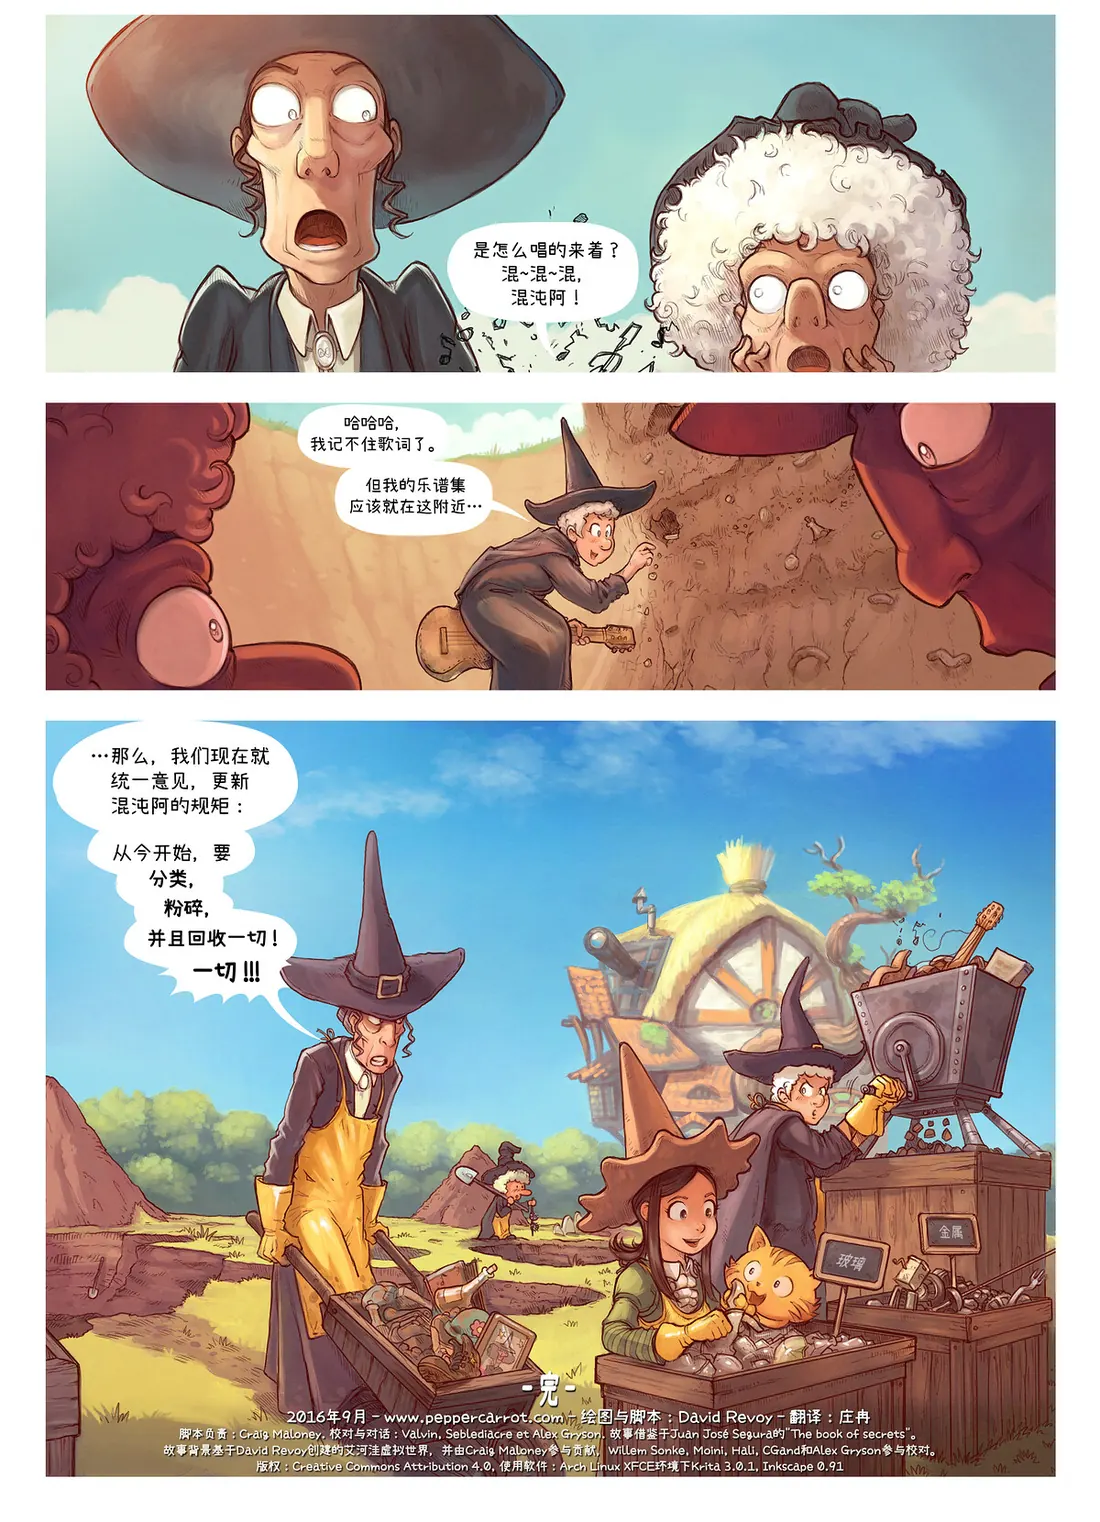 是怎么唱的来着？
混~混~混,
混沌阿！
哈哈哈,
我记不住歌词了。
但我的乐谱集
应该就在这附近…
…那么，我们现在就
统一意见，更新
混沌阿的规矩：
从今开始，要
分类,
粉碎,
并且回收一切！
一切 !!!
玻璃
金属
-完-
2016年9月 - www.peppercarrot.com - 绘图与脚本：David Revoy - 翻译：庄冉
脚本负责：Craig Maloney, 校对与对话：Valvin, Seblediacre et Alex Gryson. 故事借鉴于Juan José Segura的"The book of secrets"。
故事背景基于David Revoy创建的艾河洼虚拟世界，并由Craig Maloney参与贡献，Willem Sonke, Moini, Hali, CGand和Alex Gryson参与校对。
版权：Creative Commons Attribution 4.0, 使用软件：Arch Linux XFCE环境下Krita 3.0.1, Inkscape 0.91